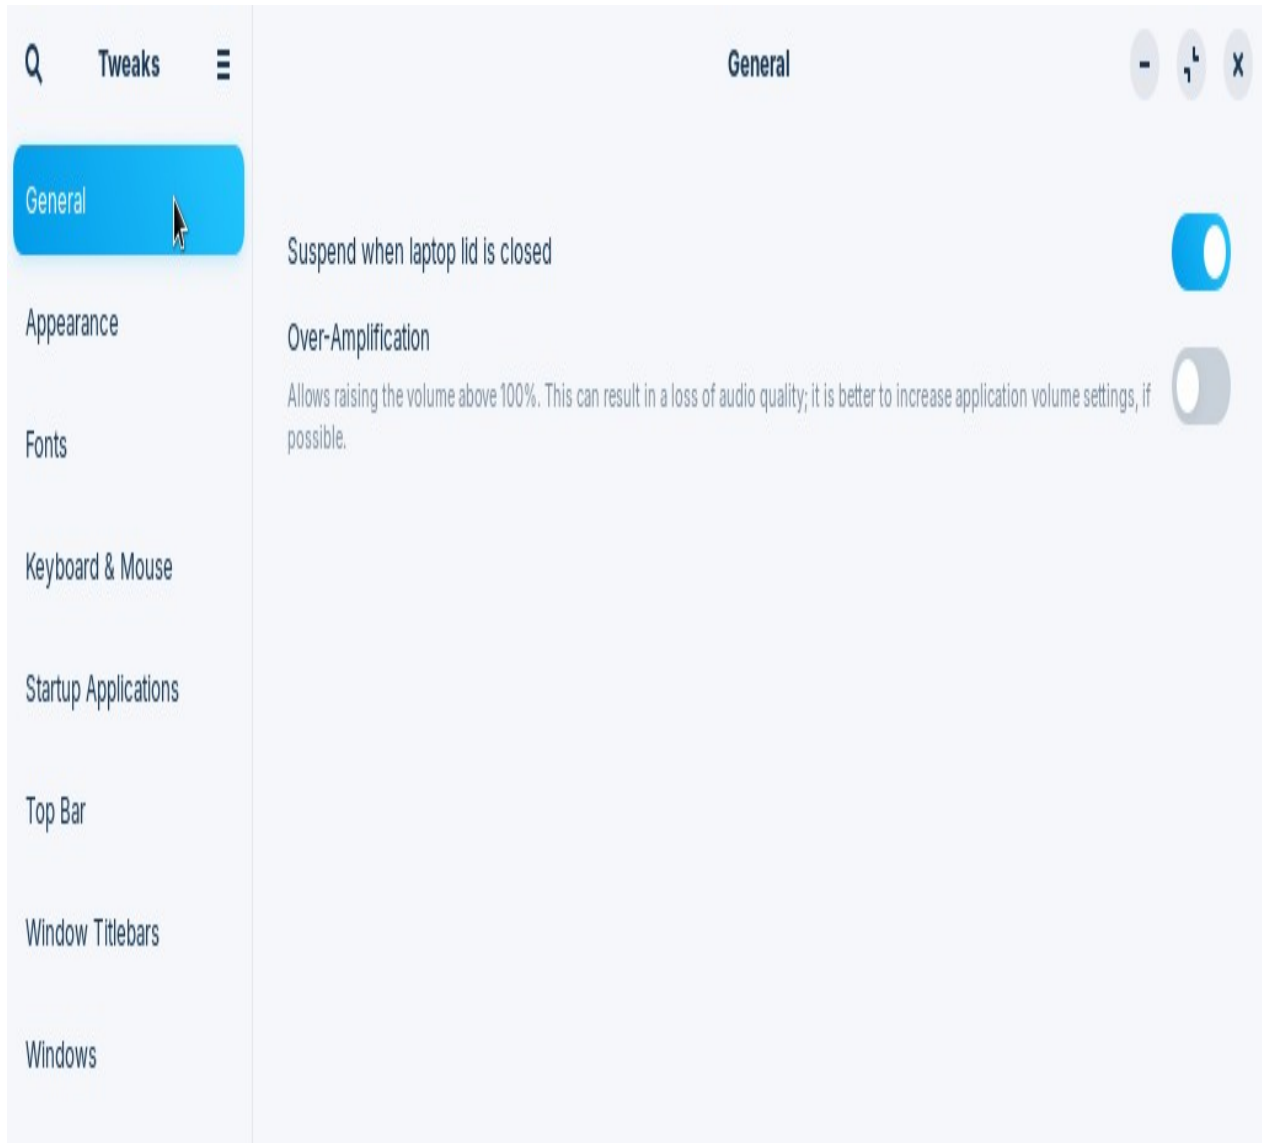 Tweaks
General
General
Appearance
Fonts
Keyboard & Mouse
Startup Applications
Top Bar
Window Titlebars
Windows
Suspend when laptop lid is closed
Over-Amplification
Allows raising the volume above 100%. This can result in a loss of audio quality; it is better to increase application volume settings, if
possible.